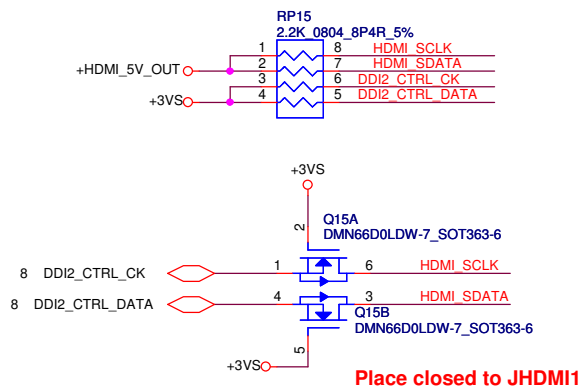 RP15
2.2K_0804_8P4R_5%
1 8 HDMI_SCLK
+HDMI_5V_OUT 2 7 HDMI_SDATA
3 6 DDI2_CTRL_CK
+3VS 4 5 DDI2_CTRL_DATA
+3VS
2 Q15A
DMN66D0LDW-7_SOT363-6
8 DDI2_CTRL_CK 1 6 HDMI_SCLK
8 DDI2_CTRL_DATA 4 3 HDMI_SDATA
Q15B
DMN66D0LDW-7_SOT363-6
5
+3VS
Place closed to JHDMI1